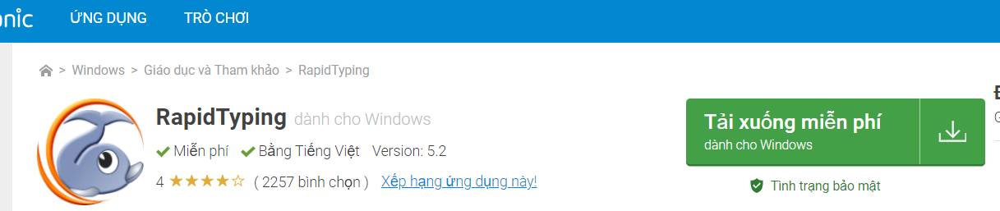 onic ỨNG DỤNG TRÒ CHƠI
> Windows > Giáo dục và Tham khảo > RapidTyping
RapidTyping dành cho Windows
Miễn phí Bằng Tiếng Việt Version: 5.2
4 ( 2257 bình chọn ) Xếp hạng ứng dụng này!
Tải xuống miễn phí
dành cho Windows
Tình trạng bảo mật